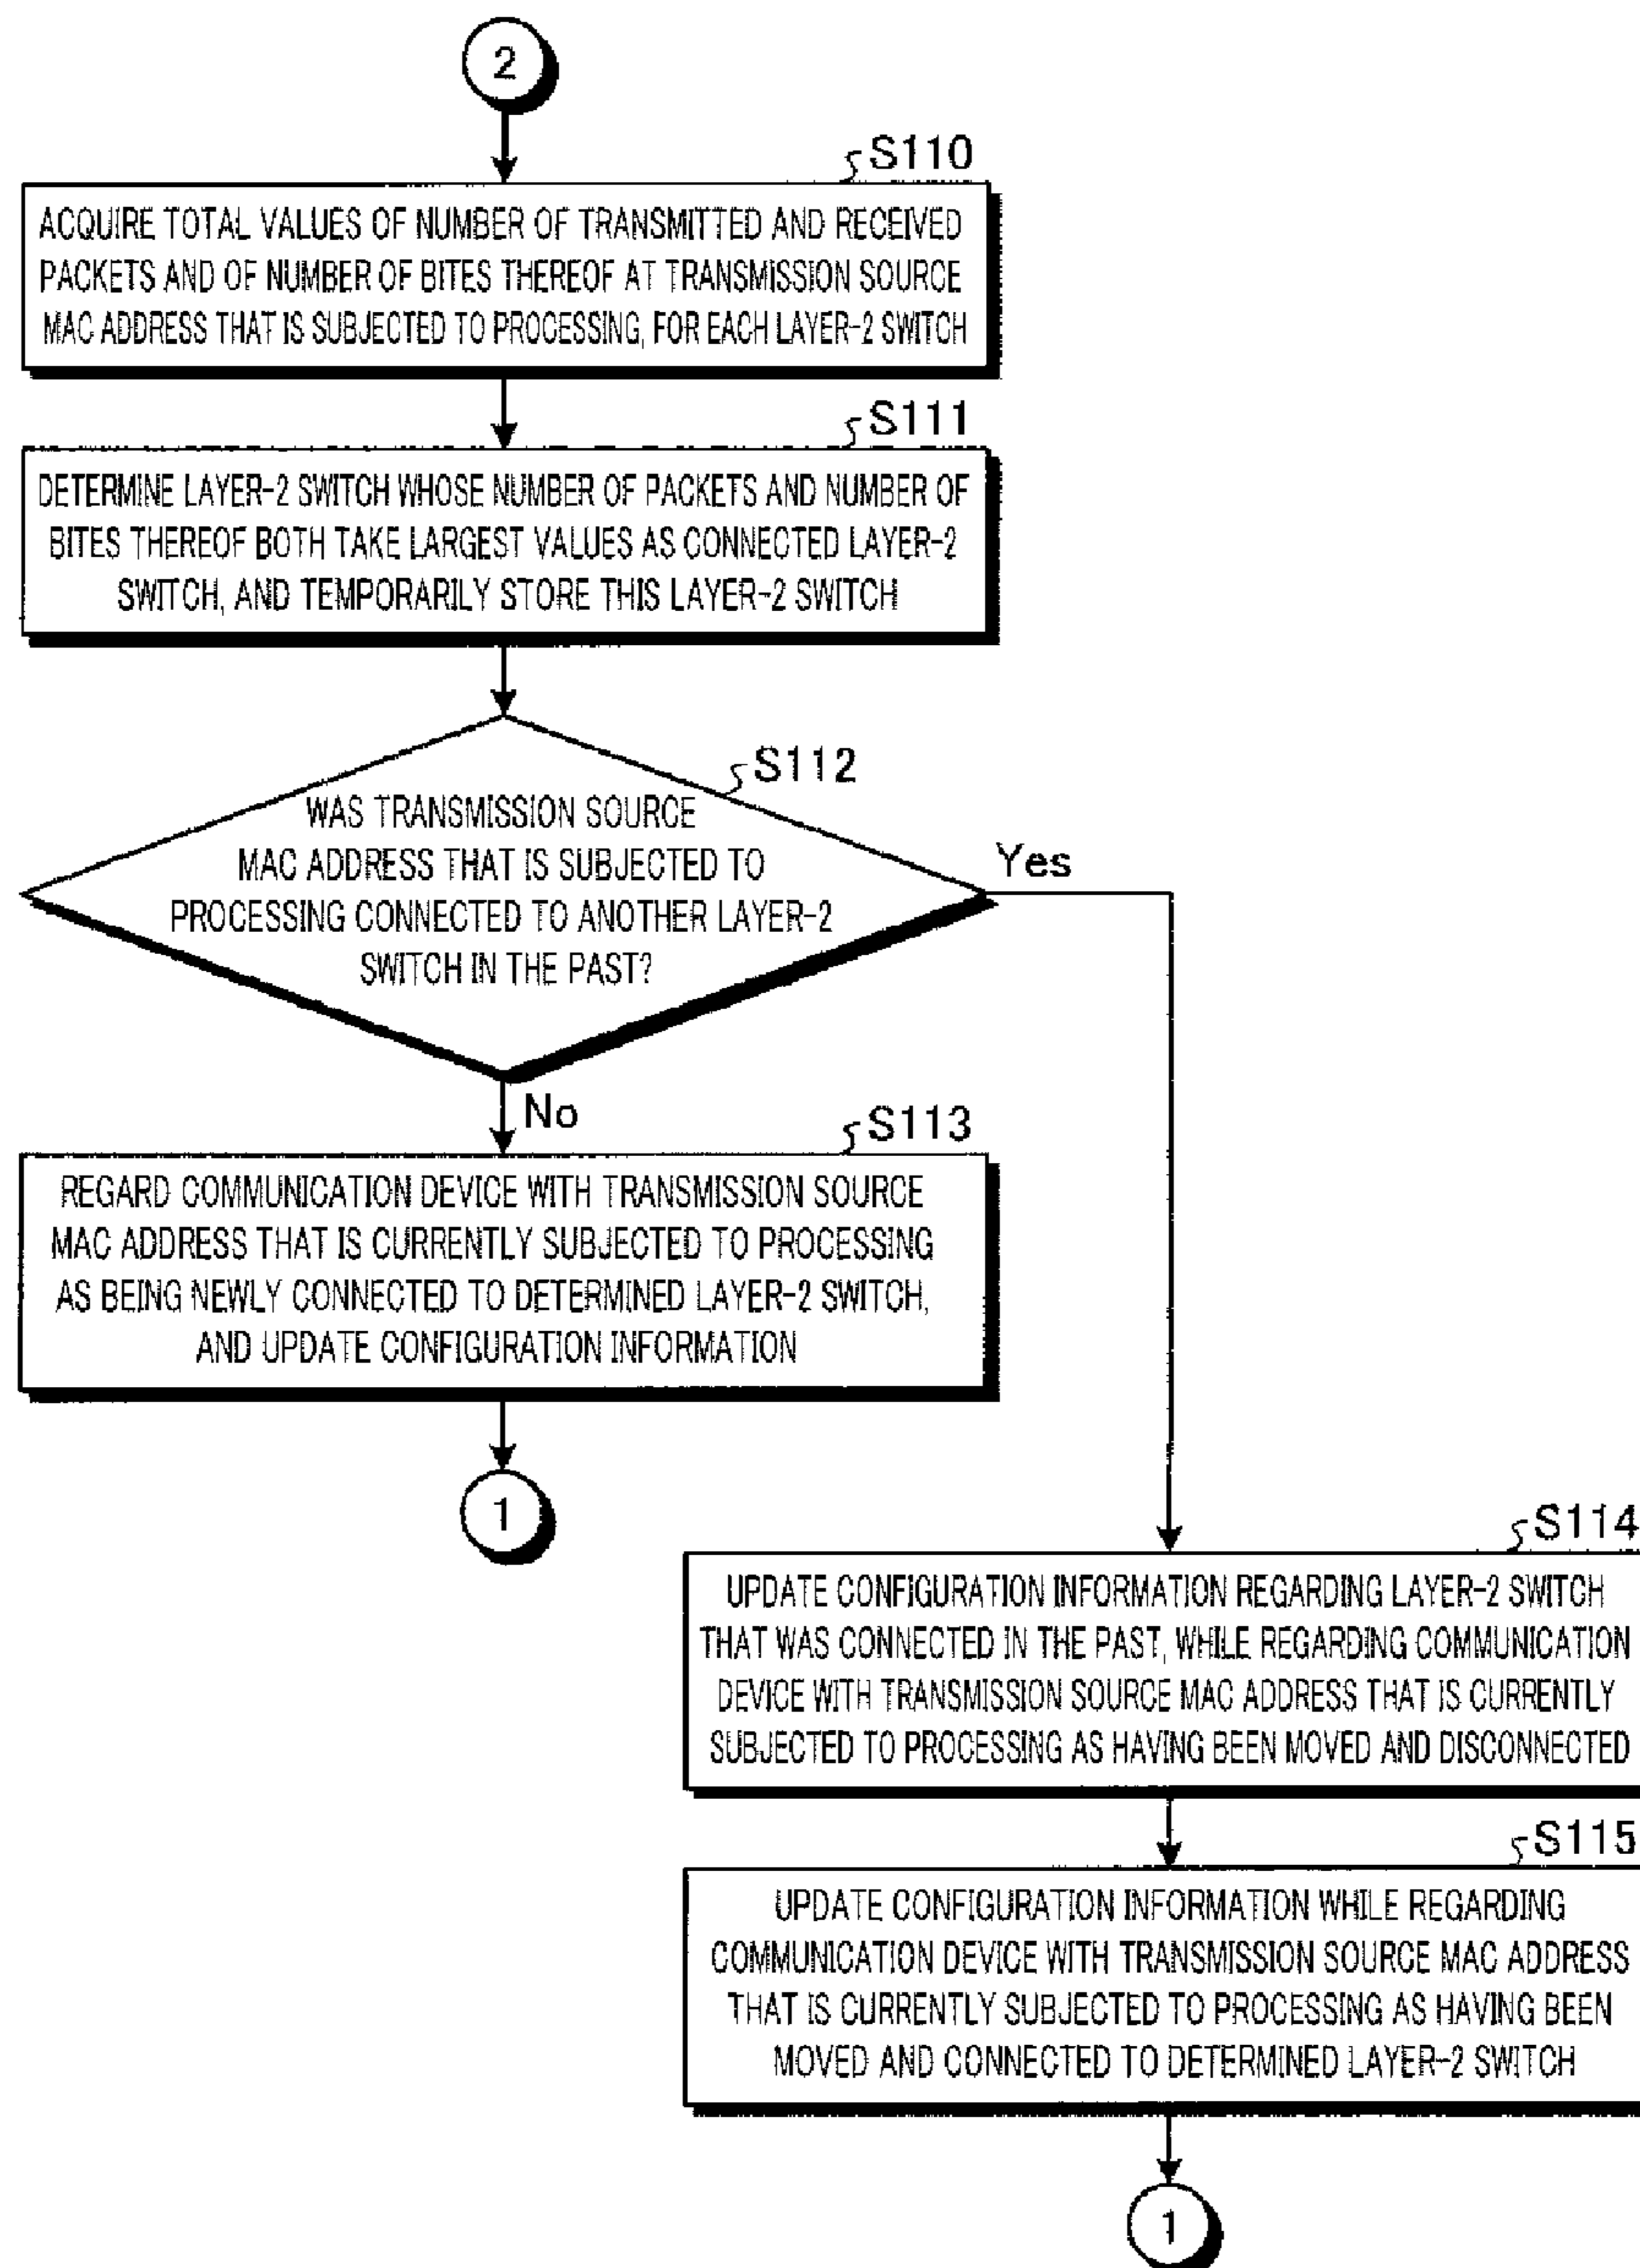 2
S110
ACQUIRE TOTAL VALUES OF NUMBER OF TRANSMITTED AND RECEIVED
PACKETS AND OF NUMBER OF BITES THEREOF AT TRANSMISSION SOURCE
MAC ADDRESS THAT IS SUBJECTED TO PROCESSING, FOR EACH LAYER-2 SWITCH
S111
DETERMINE LAYER-2 SWITCH WHOSE NUMBER OF PACKETS AND NUMBER OF
BITES THEREOF BOTH TAKE LARGEST VALUES AS CONNECTED LAYER-2
SWITCH, AND TEMPORARILY STORE THIS LAYER-2 SWITCH
S112
WAS TRANSMISSION SOURCE
MAC ADDRESS THAT IS SUBJECTED TO
PROCESSING CONNECTED TO ANOTHER LAYER-2
SWITCH IN THE PAST?
Yes
No
S113
REGARD COMMUNICATION DEVICE WITH TRANSMISSION SOURCE
MAC ADDRESS THAT IS CURRENTLY SUBJECTED TO PROCESSING
AS BEING NEWLY CONNECTED TO DETERMINED LAYER-2 SWITCH,
AND UPDATE CONFIGURATION INFORMATION
1
S114
UPDATE CONFIGURATION INFORMATION REGARDING LAYER-2 SWITCH
THAT WAS CONNECTED IN THE PAST, WHILE REGARDING COMMUNICATION
DEVICE WITH TRANSMISSION SOURCE MAC ADDRESS THAT IS CURRENTLY
SUBJECTED TO PROCESSING AS HAVING BEEN MOVED AND DISCONNECTED
S115
UPDATE CONFIGURATION INFORMATION WHILE REGARDING
COMMUNICATION DEVICE WITH TRANSMISSION SOURCE MAC ADDRESS
THAT IS CURRENTLY SUBJECTED TO PROCESSING AS HAVING BEEN
MOVED AND CONNECTED TO DETERMINED LAYER-2 SWITCH
1